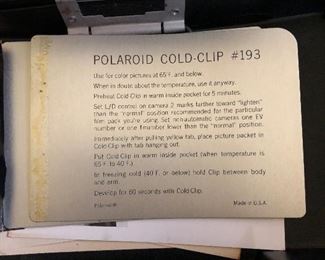 POLAROID COLD-CLIP #193
Use for color pictures at 65°F. and below.
When in doubt about the temperature, use it anyway.
Preheat Cold-Clip in warm inside pocket for 5 minutes.
Set L/D control on camera 2 marks farther toward "lighten"
than the "normal" position recommended for the particular
film pack you're using. Set non-automatic cameras one EV
number or one f-number lower than the "normal" position.
Immediately after pulling yellow tab, place picture packet in
Cold-Clip with tab hanging out.
Put Cold-Clip in warm inside pocket (when temperature is
65°F. to 40°F.)
In freezing cold (40°F. or below) hold Clip between body
and arm.
Develop for 60 seconds with Cold-Clip.
Polaroid® Made in U.S.A.